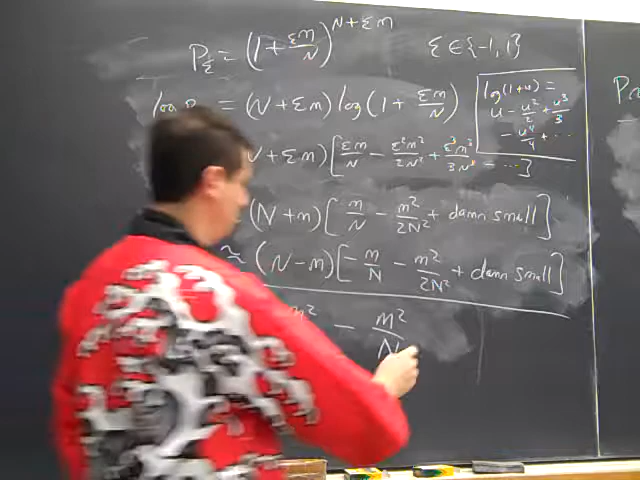 P_ε = (1 + εm/N)^(N+εm)   ε ∈ {-1, 1}
log P = (N + εm) log(1 + εm/N)
log(1+u) =
u - u²/2 + u³/3
- u⁴/4 + ...
+ εm) [εm/N - ε²m²/2N² + ε³m³/3N³ - ...]
(N + m) [m/N - m²/2N² + damn small]
≈ (N - m) [-m/N - m²/2N² + damn small]
m² - m²/N